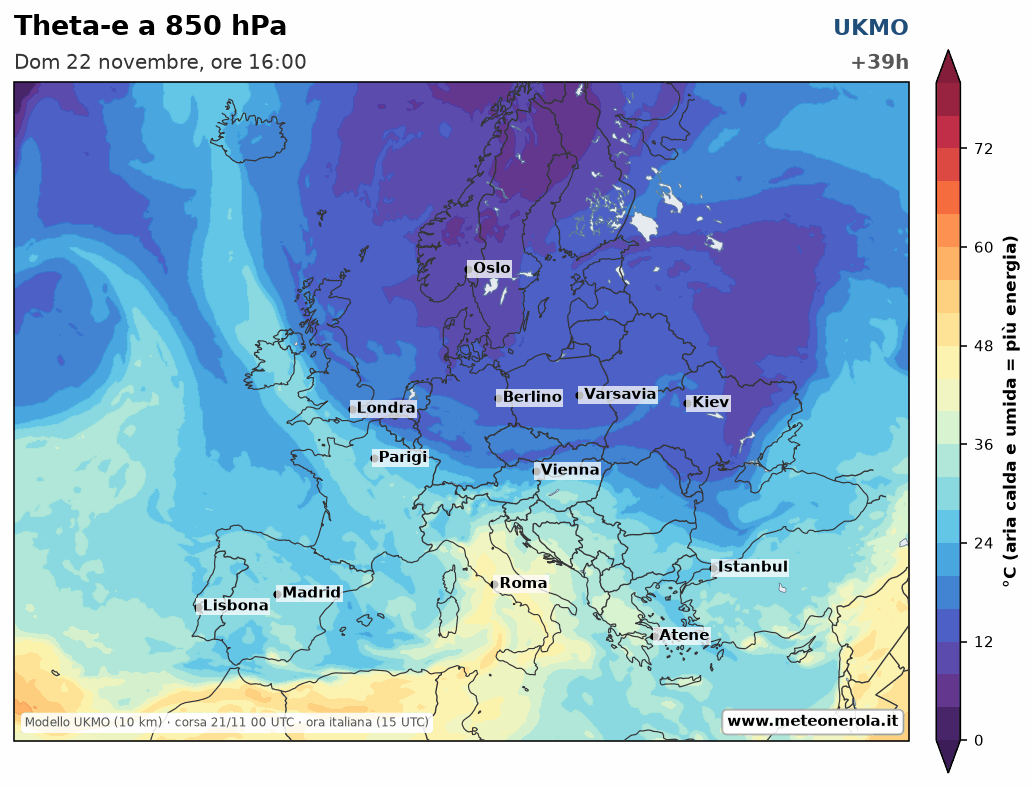 Theta-e a 850 hPa
UKMO
Dom 22 novembre, ore 16:00
+39h
Oslo
Londra
Berlino
Varsavia
Kiev
Parigi
Vienna
Istanbul
Roma
Madrid
Lisbona
Atene
Modello UKMO (10 km) · corsa 21/11 00 UTC · ora italiana (15 UTC)
www.meteonerola.it
72
60
48
36
24
12
0
°C (aria calda e umida = più energia)